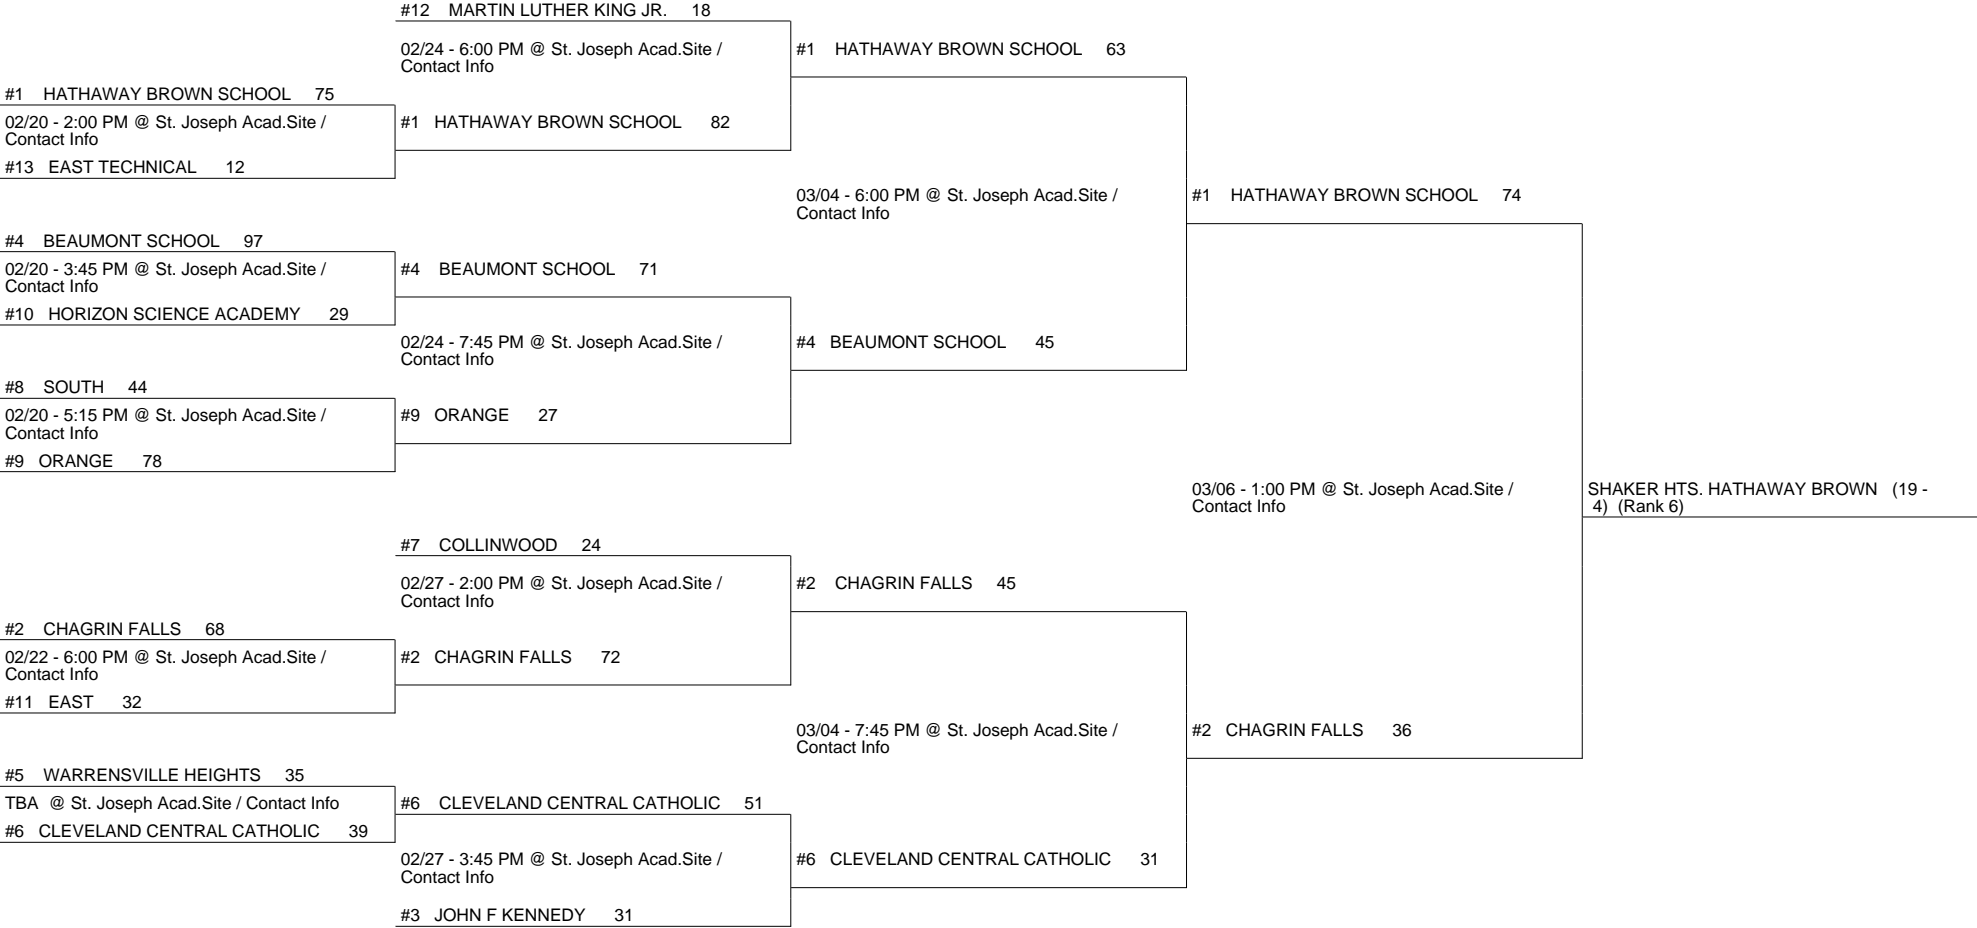 #12 MARTIN LUTHER KING JR. 18
02/24 - 6:00 PM @ St. Joseph Acad.Site /
Contact Info
#1 HATHAWAY BROWN SCHOOL 63
#1 HATHAWAY BROWN SCHOOL 75
02/20 - 2:00 PM @ St. Joseph Acad.Site /
Contact Info
#1 HATHAWAY BROWN SCHOOL 82
#13 EAST TECHNICAL 12
03/04 - 6:00 PM @ St. Joseph Acad.Site /
Contact Info
#1 HATHAWAY BROWN SCHOOL 74
#4 BEAUMONT SCHOOL 97
02/20 - 3:45 PM @ St. Joseph Acad.Site /
Contact Info
#4 BEAUMONT SCHOOL 71
#10 HORIZON SCIENCE ACADEMY 29
02/24 - 7:45 PM @ St. Joseph Acad.Site /
Contact Info
#4 BEAUMONT SCHOOL 45
#8 SOUTH 44
02/20 - 5:15 PM @ St. Joseph Acad.Site /
Contact Info
#9 ORANGE 27
#9 ORANGE 78
03/06 - 1:00 PM @ St. Joseph Acad.Site /
Contact Info
SHAKER HTS. HATHAWAY BROWN (19 -
4) (Rank 6)
#7 COLLINWOOD 24
02/27 - 2:00 PM @ St. Joseph Acad.Site /
Contact Info
#2 CHAGRIN FALLS 45
#2 CHAGRIN FALLS 68
02/22 - 6:00 PM @ St. Joseph Acad.Site /
Contact Info
#2 CHAGRIN FALLS 72
#11 EAST 32
03/04 - 7:45 PM @ St. Joseph Acad.Site /
Contact Info
#2 CHAGRIN FALLS 36
#5 WARRENSVILLE HEIGHTS 35
TBA @ St. Joseph Acad.Site / Contact Info
#6 CLEVELAND CENTRAL CATHOLIC 51
#6 CLEVELAND CENTRAL CATHOLIC 39
02/27 - 3:45 PM @ St. Joseph Acad.Site /
Contact Info
#6 CLEVELAND CENTRAL CATHOLIC 31
#3 JOHN F KENNEDY 31